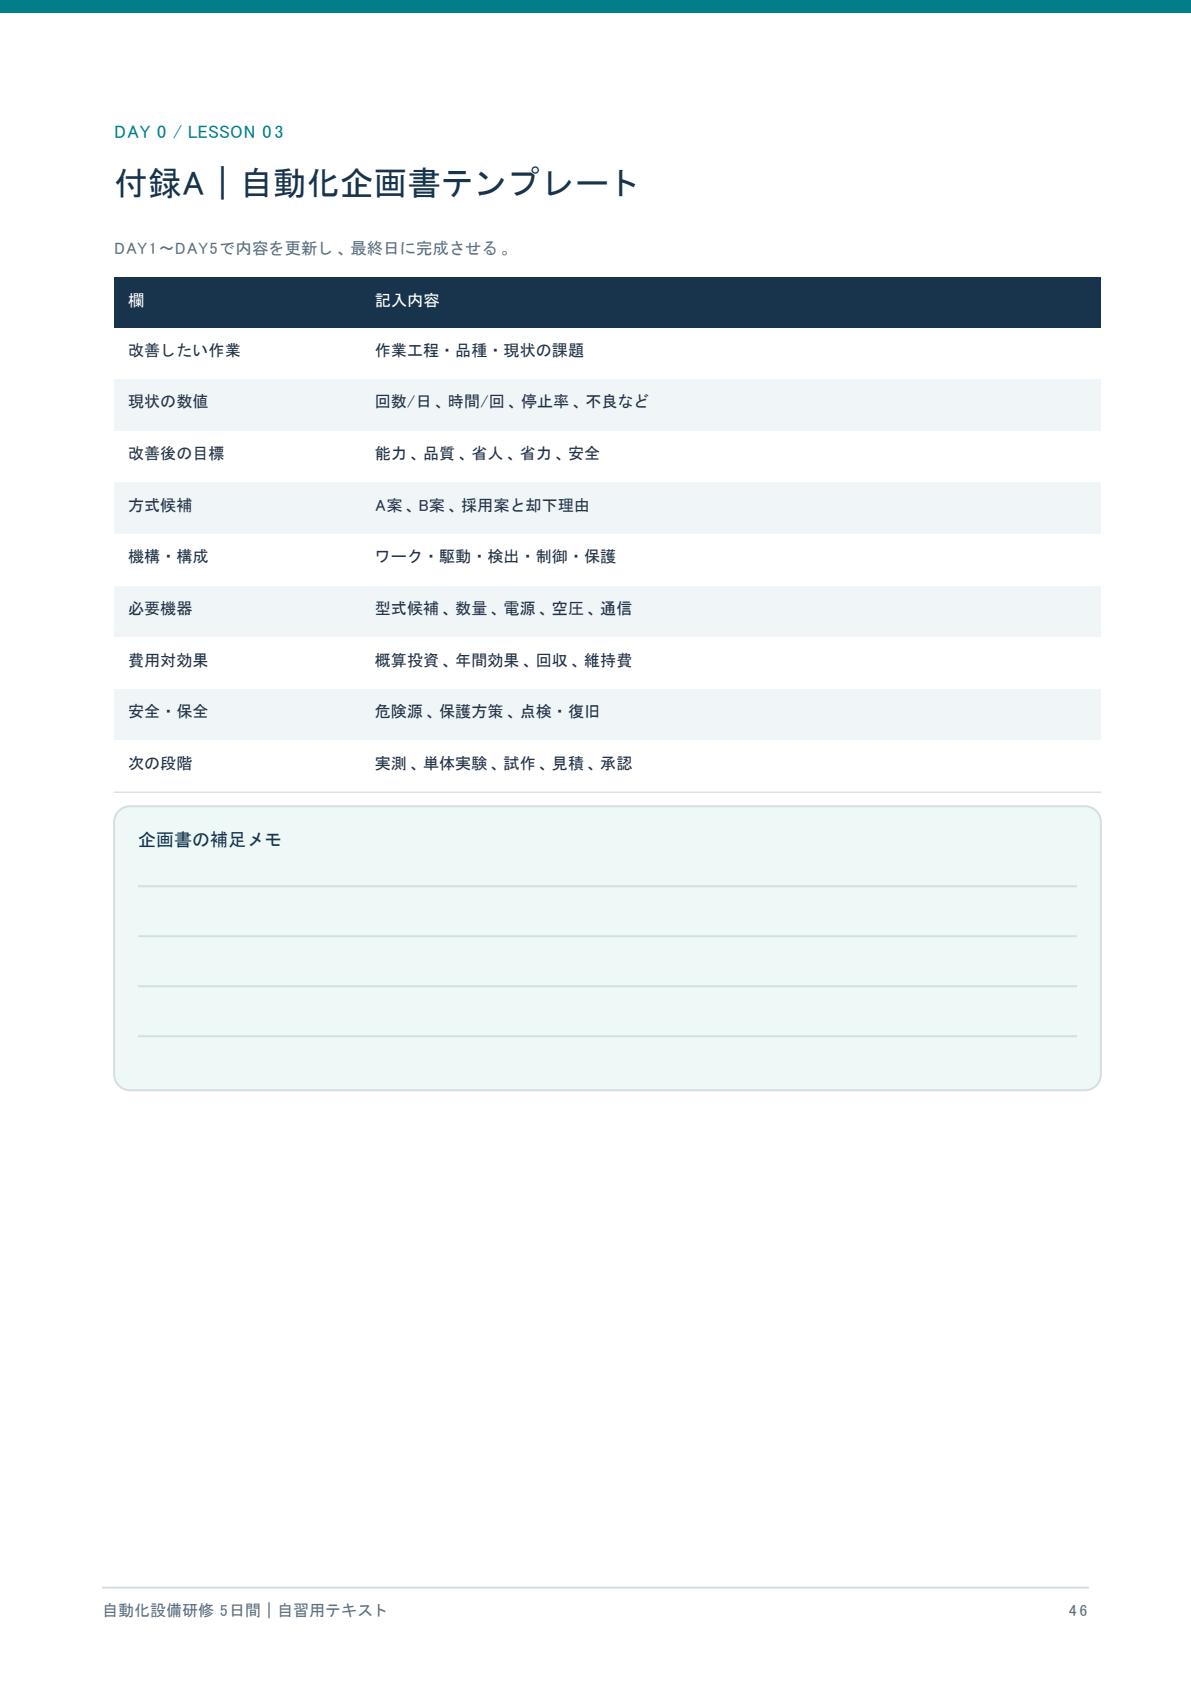 DAY 0 / LESSON 03
付録A｜自動化企画書テンプレート
DAY1〜DAY5で内容を更新し、最終日に完成させる。
欄 記入内容
改善したい作業 作業工程・品種・現状の課題
現状の数値 回数/日、時間/回、停止率、不良など
改善後の目標 能力、品質、省人、省力、安全
方式候補 A案、B案、採用案と却下理由
機構・構成 ワーク・駆動・検出・制御・保護
必要機器 型式候補、数量、電源、空圧、通信
費用対効果 概算投資、年間効果、回収、維持費
安全・保全 危険源、保護方策、点検・復旧
次の段階 実測、単体実験、試作、見積、承認
企画書の補足メモ
自動化設備研修 5日間｜自習用テキスト 46